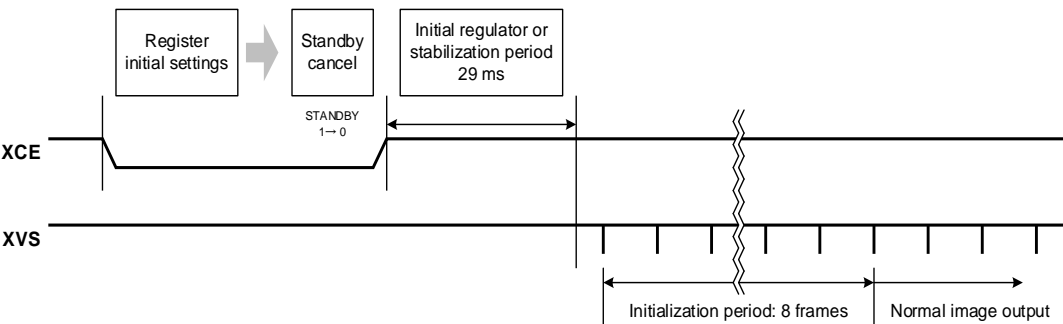 Register
initial settings
Standby
cancel
Initial regulator or
stabilization period
29 ms
STANDBY
1→ 0
XCE
XVS
Initialization period: 8 frames
Normal image output